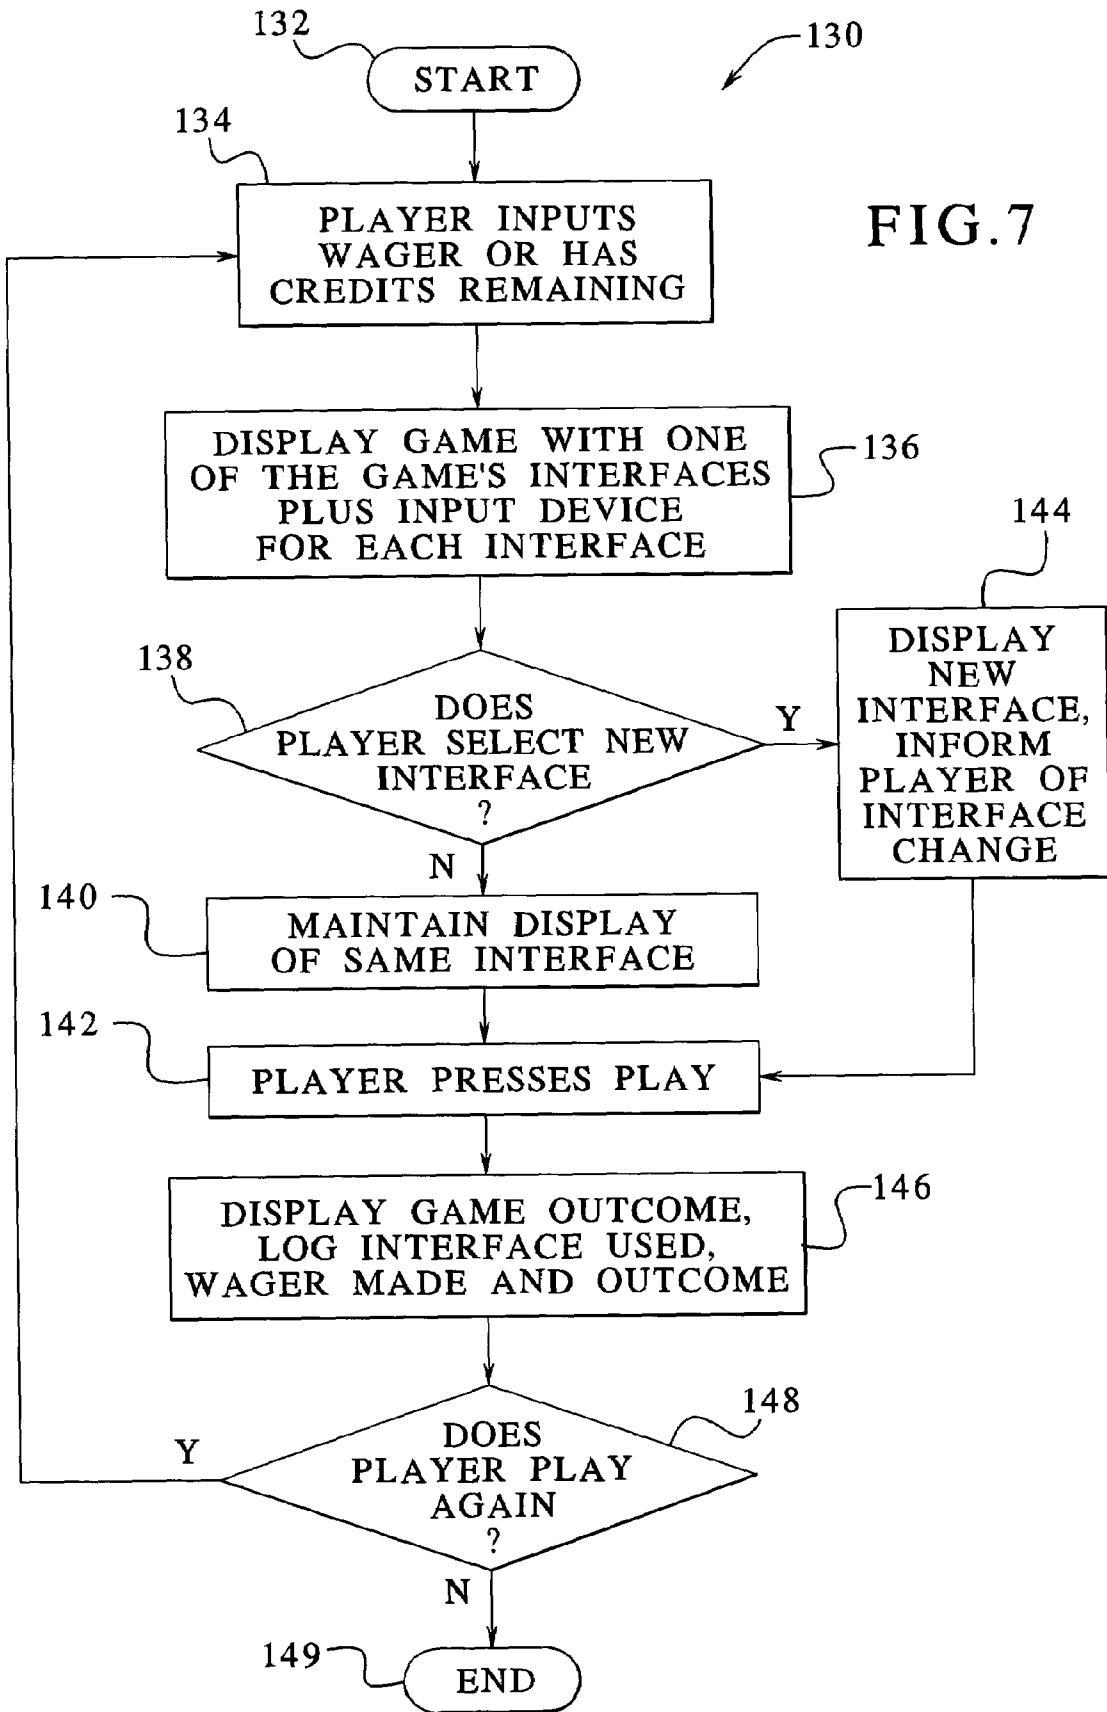 132
130
START
134
FIG.7
PLAYER INPUTS
WAGER OR HAS
CREDITS REMAINING
DISPLAY GAME WITH ONE
OF THE GAME'S INTERFACES
PLUS INPUT DEVICE
FOR EACH INTERFACE
136
144
138
DOES
PLAYER SELECT NEW
INTERFACE
?
Y
DISPLAY
NEW
INTERFACE,
INFORM
PLAYER OF
INTERFACE
CHANGE
N
140
MAINTAIN DISPLAY
OF SAME INTERFACE
142
PLAYER PRESSES PLAY
DISPLAY GAME OUTCOME,
LOG INTERFACE USED,
WAGER MADE AND OUTCOME
146
148
Y
DOES
PLAYER PLAY
AGAIN
?
N
149
END